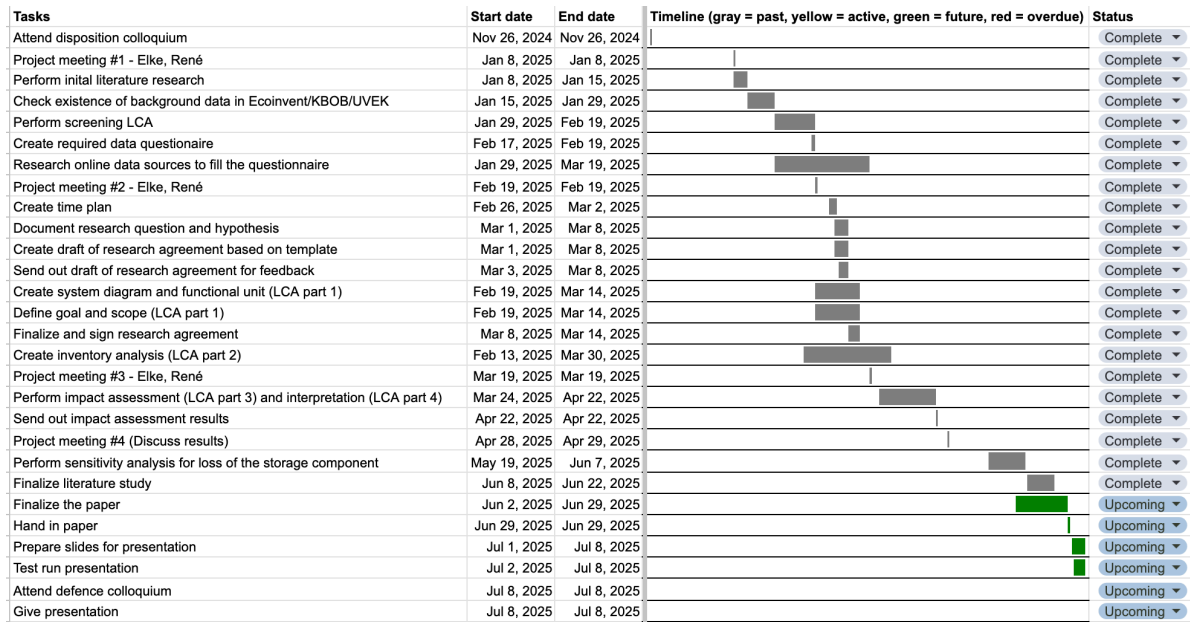 Tasks Start date End date Timeline (gray = past, yellow = active, green = future, red = overdue) Status
Attend disposition colloquium Nov 26, 2024 Nov 26, 2024 Complete
Project meeting #1 - Elke, René Jan 8, 2025 Jan 8, 2025 Complete
Perform inital literature research Jan 8, 2025 Jan 15, 2025 Complete
Check existence of background data in Ecoinvent/KBOB/UVEK Jan 15, 2025 Jan 29, 2025 Complete
Perform screening LCA Jan 29, 2025 Feb 19, 2025 Complete
Create required data questionaire Feb 17, 2025 Feb 19, 2025 Complete
Research online data sources to fill the questionnaire Jan 29, 2025 Mar 19, 2025 Complete
Project meeting #2 - Elke, René Feb 19, 2025 Feb 19, 2025 Complete
Create time plan Feb 26, 2025 Mar 2, 2025 Complete
Document research question and hypothesis Mar 1, 2025 Mar 8, 2025 Complete
Create draft of research agreement based on template Mar 1, 2025 Mar 8, 2025 Complete
Send out draft of research agreement for feedback Mar 3, 2025 Mar 8, 2025 Complete
Create system diagram and functional unit (LCA part 1) Feb 19, 2025 Mar 14, 2025 Complete
Define goal and scope (LCA part 1) Feb 19, 2025 Mar 14, 2025 Complete
Finalize and sign research agreement Mar 8, 2025 Mar 14, 2025 Complete
Create inventory analysis (LCA part 2) Feb 13, 2025 Mar 30, 2025 Complete
Project meeting #3 - Elke, René Mar 19, 2025 Mar 19, 2025 Complete
Perform impact assessment (LCA part 3) and interpretation (LCA part 4) Mar 24, 2025 Apr 22, 2025 Complete
Send out impact assessment results Apr 22, 2025 Apr 22, 2025 Complete
Project meeting #4 (Discuss results) Apr 28, 2025 Apr 29, 2025 Complete
Perform sensitivity analysis for loss of the storage component May 19, 2025 Jun 7, 2025 Complete
Finalize literature study Jun 8, 2025 Jun 22, 2025 Complete
Finalize the paper Jun 2, 2025 Jun 29, 2025 Upcoming
Hand in paper Jun 29, 2025 Jun 29, 2025 Upcoming
Prepare slides for presentation Jul 1, 2025 Jul 8, 2025 Upcoming
Test run presentation Jul 2, 2025 Jul 8, 2025 Upcoming
Attend defence colloquium Jul 8, 2025 Jul 8, 2025 Upcoming
Give presentation Jul 8, 2025 Jul 8, 2025 Upcoming